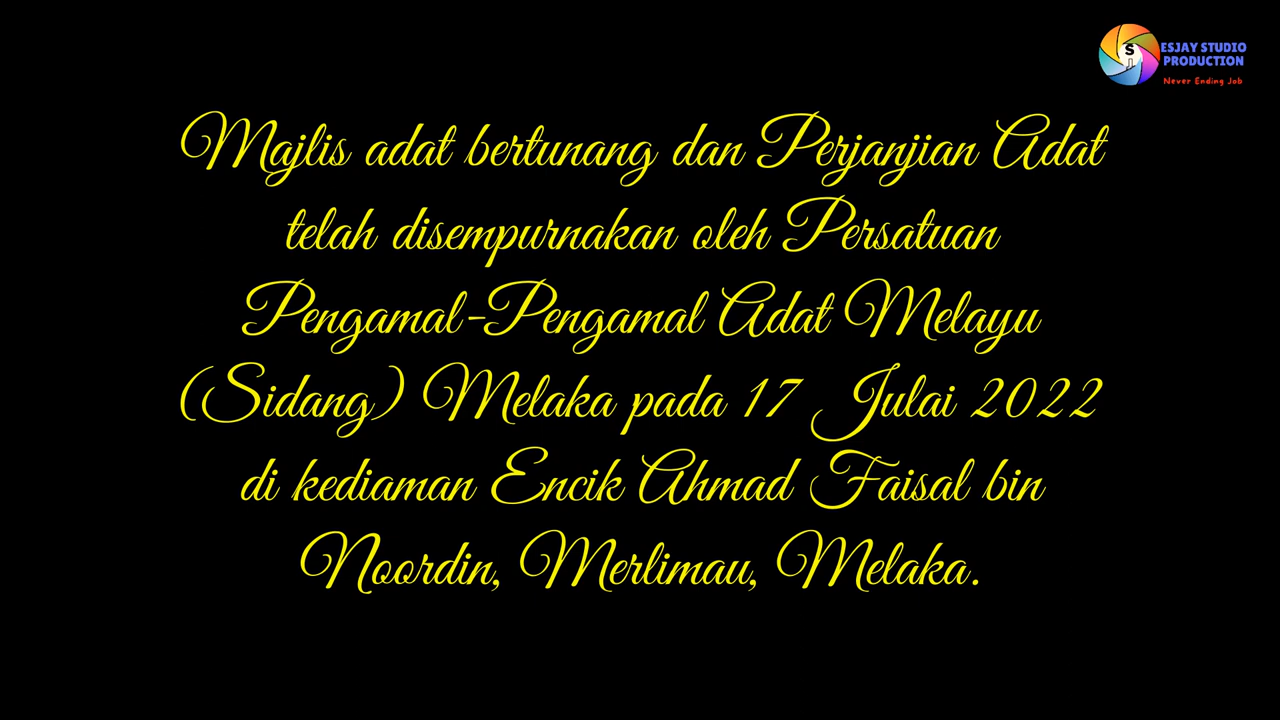 ESJAY STUDIO
PRODUCTION
Never Ending Job
Majlis adat bertunang dan Perjanjian Adat
telah disempurnakan oleh Persatuan
Pengamal-Pengamal Adat Melayu
(Sidang) Melaka pada 17 Julai 2022
di kediaman Encik Ahmad Faisal bin
Noordin, Merlimau, Melaka.